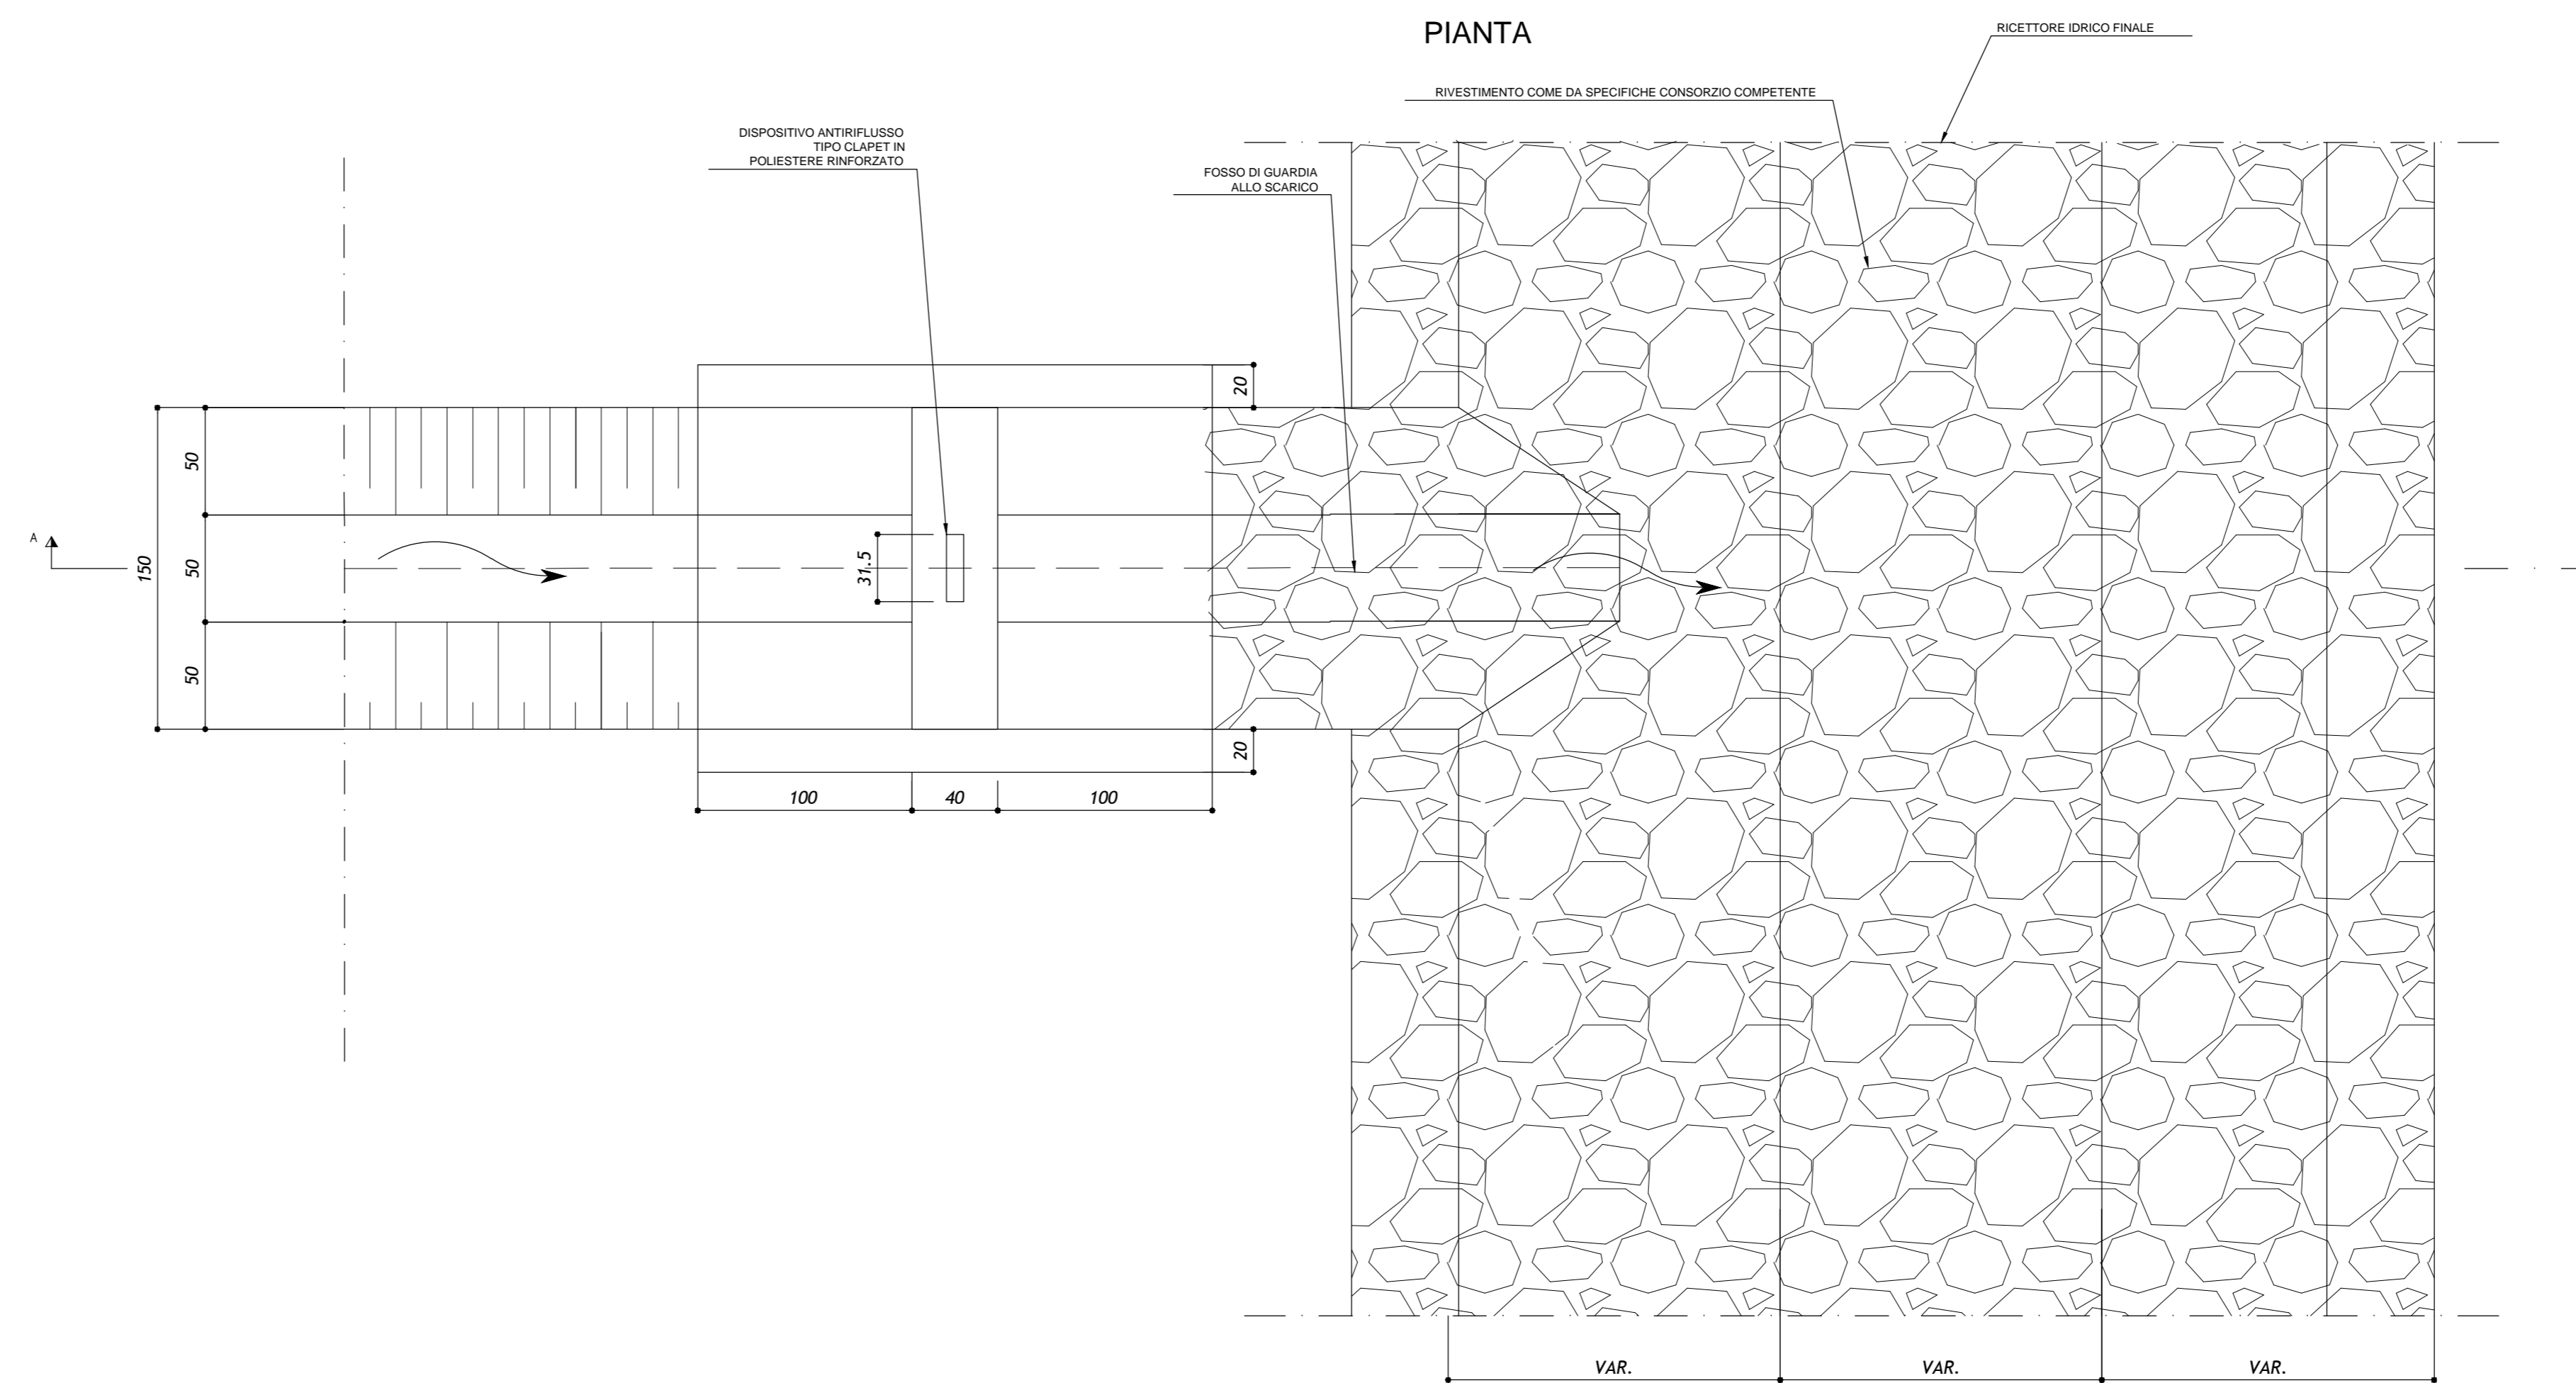 PIANTA
RICETTORE IDRICO FINALE
RIVESTIMENTO COME DA SPECIFICHE CONSORZIO COMPETENTE
DISPOSITIVO ANTIRIFLUSSO
TIPO CLAPET IN
POLIESTERE RINFORZATO
FOSSO DI GUARDIA
ALLO SCARICO
20
50
A
150
50
31.5
50
20
100
40
100
VAR.
VAR.
VAR.